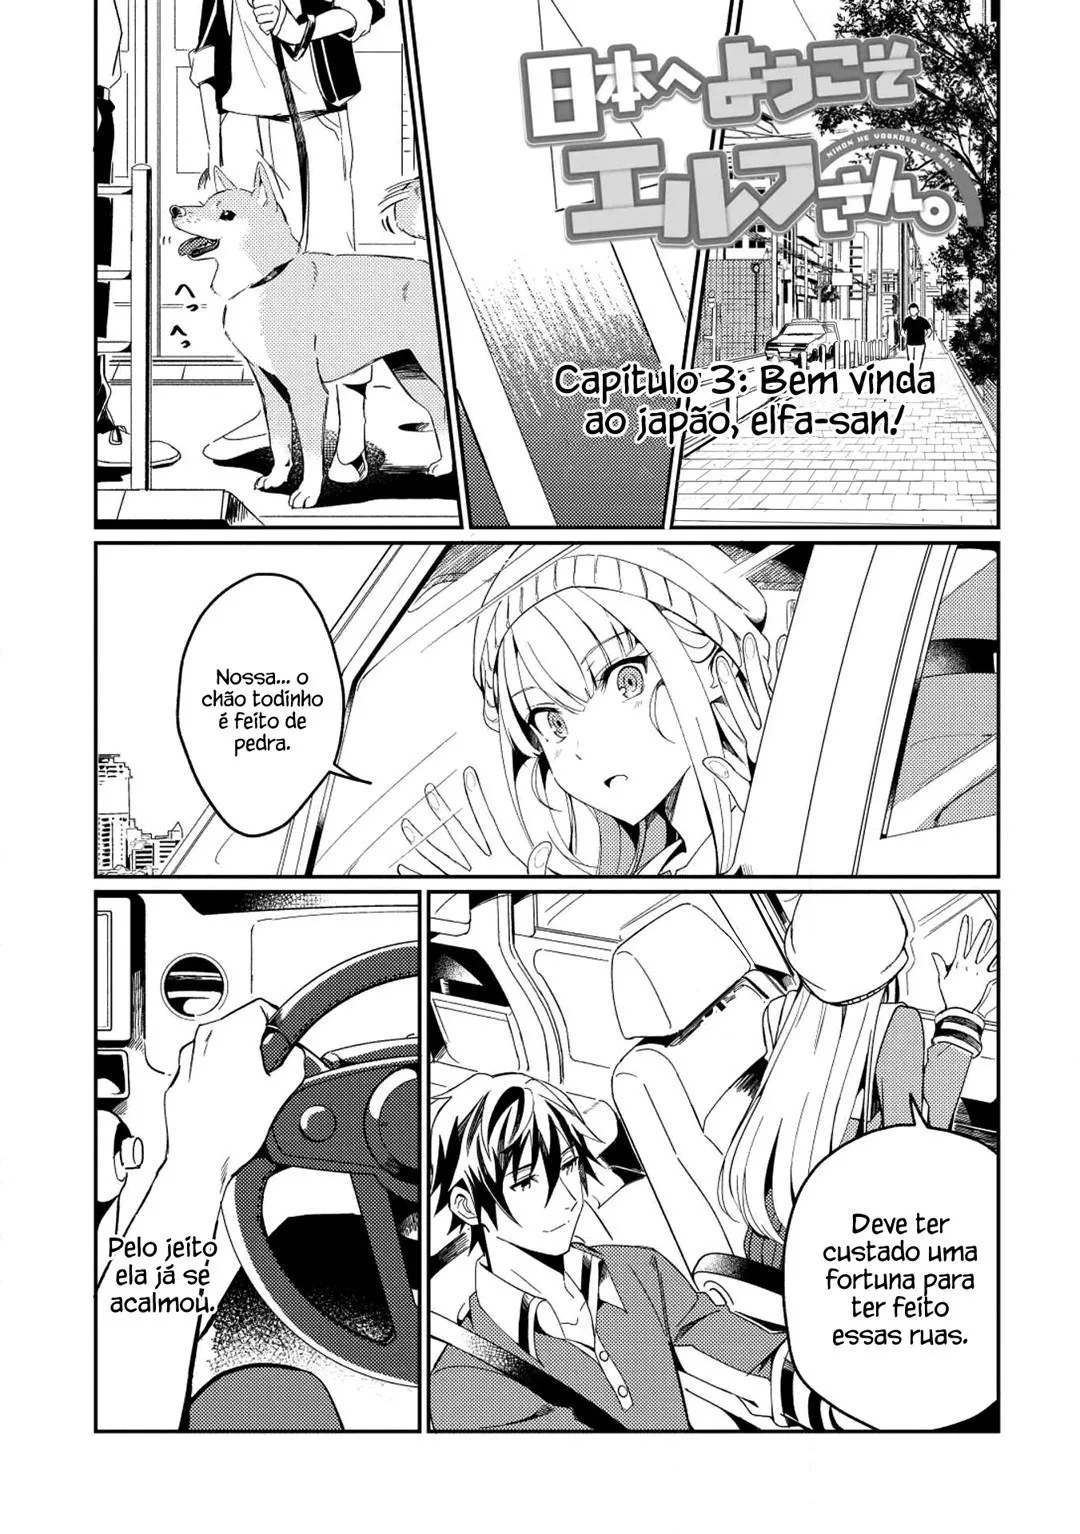 日本へようこそ
エルフさん。
NIHON HE YOUKOSO ELF SAN.
へっ
へっ
Capítulo 3: Bem vinda
ao japão, elfa-san!
Nossa... o
chão todinho
é feito de
pedra.
Pelo jeito
ela já se
acalmou.
Deve ter
custado uma
fortuna para
ter feito
essas ruas.